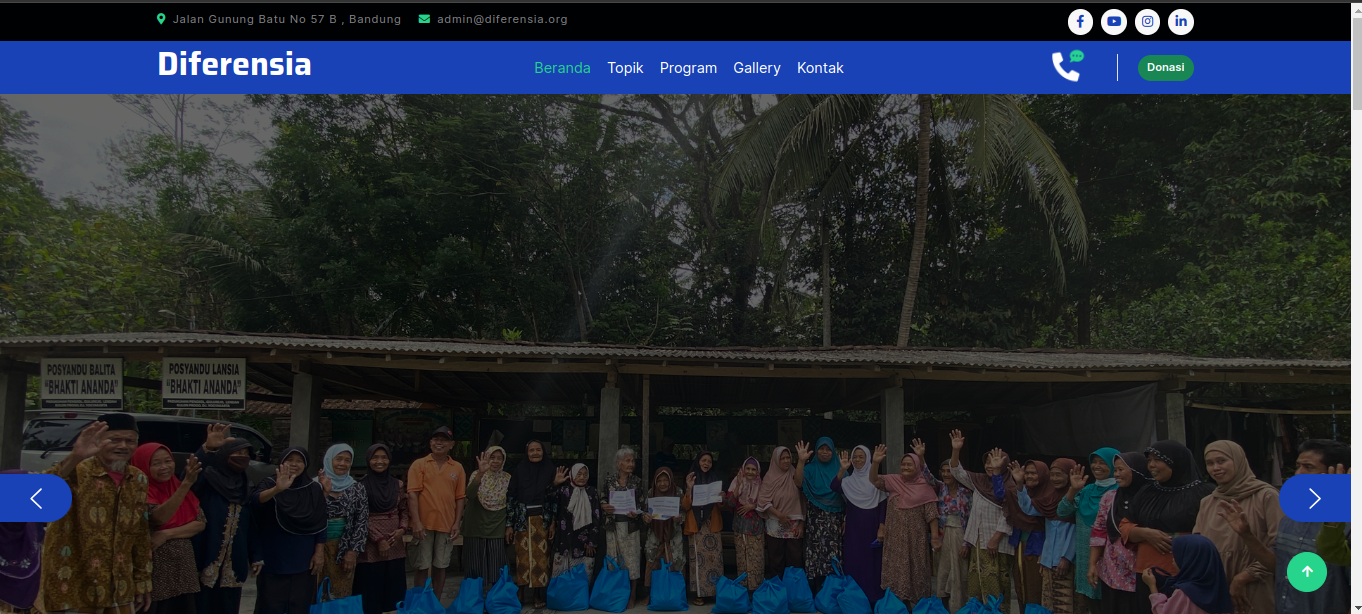 Jalan Gunung Batu No 57 B , Bandung admin@diferensia.org
Diferensia
Beranda Topik Program Gallery Kontak
Donasi
POSYANDU BALITA
"BHAKTI ANANDA"
POSYANDU LANSIA
"BHAKTI ANANDA"